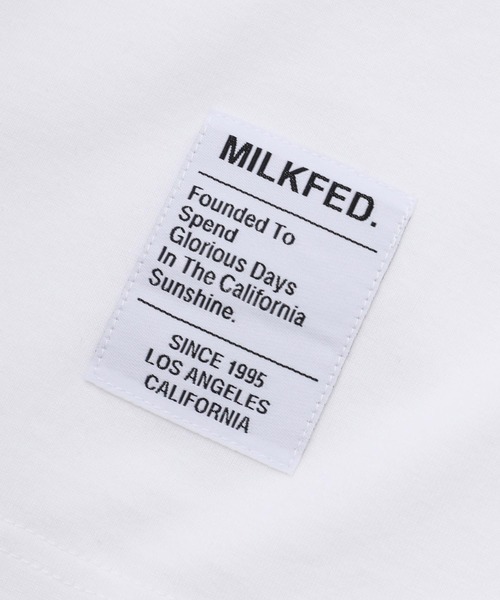 MILKFED.
Founded To
Spend
Glorious Days
In The California
Sunshine.
SINCE 1995
LOS ANGELES
CALIFORNIA